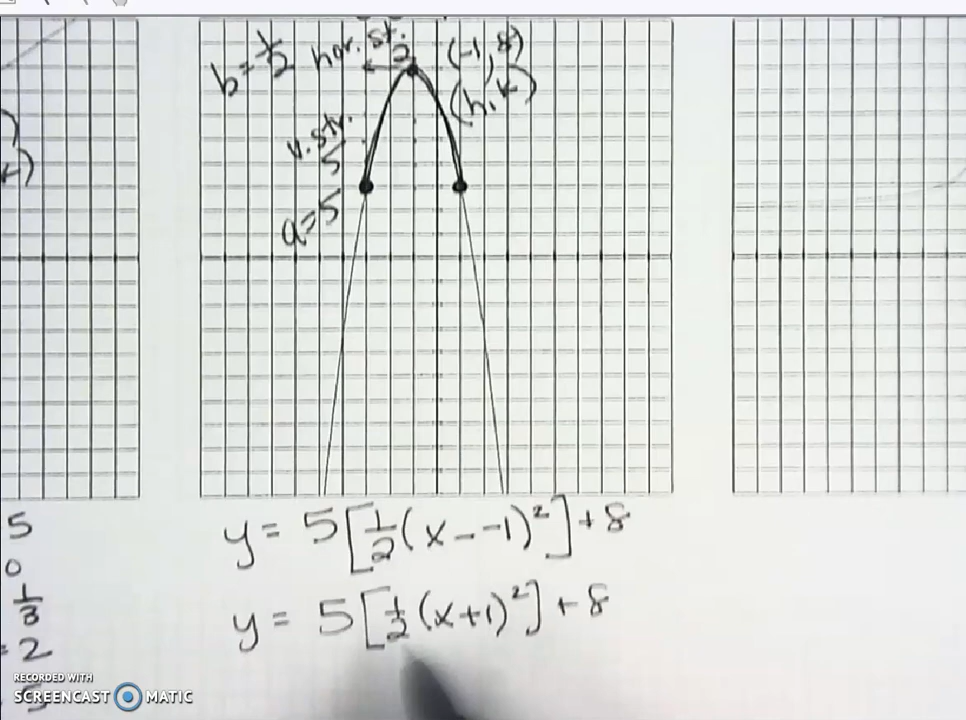 b=1/2
hor. st.
2
(-1, 8)
(h, k)
k)
v. str.
5
a=5
y = 5[1/2(x--1)²]+8
y = 5[1/2(x+1)²]+8
5
0
1/3
=2
5
RECORDED WITH
SCREENCAST MATIC